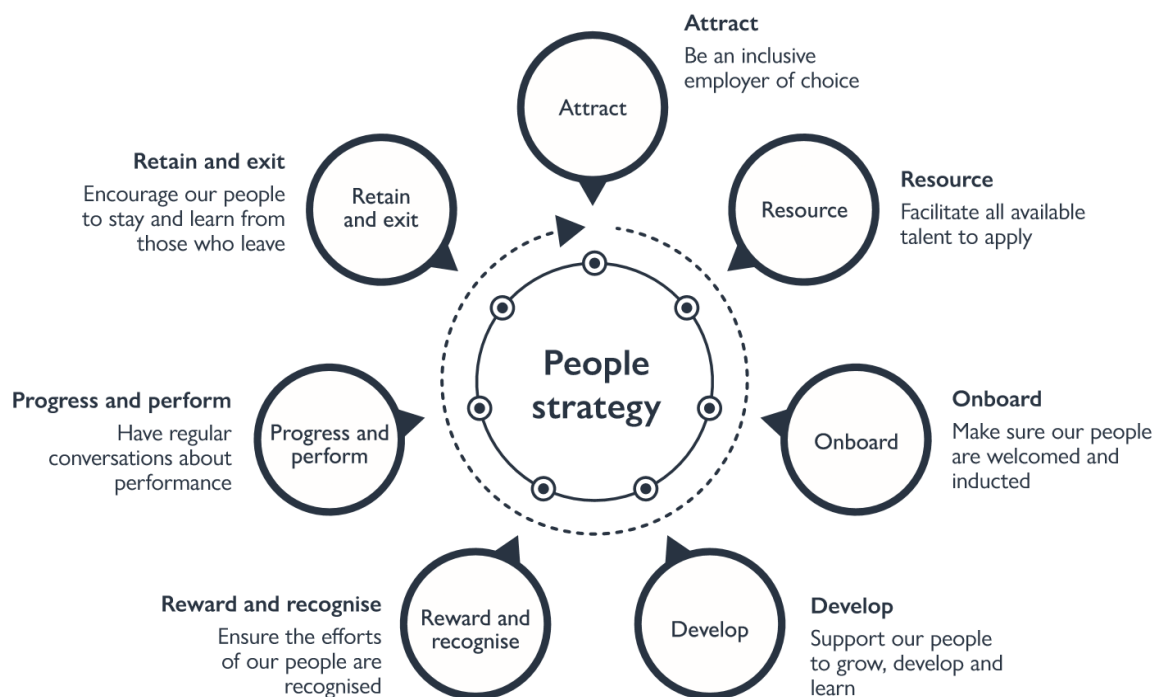 Attract
Be an inclusive
employer of choice
Attract
Resource
Resource
Facilitate all available
talent to apply
Onboard
Onboard
Make sure our people
are welcomed and
inducted
Develop
Develop
Support our people
to grow, develop and
learn
Reward and recognise
Ensure the efforts
of our people are
recognised
Reward and
recognise
Progress and perform
Have regular
conversations about
performance
Progress and
perform
Retain and exit
Encourage our people
to stay and learn from
those who leave
Retain
and exit
People
strategy